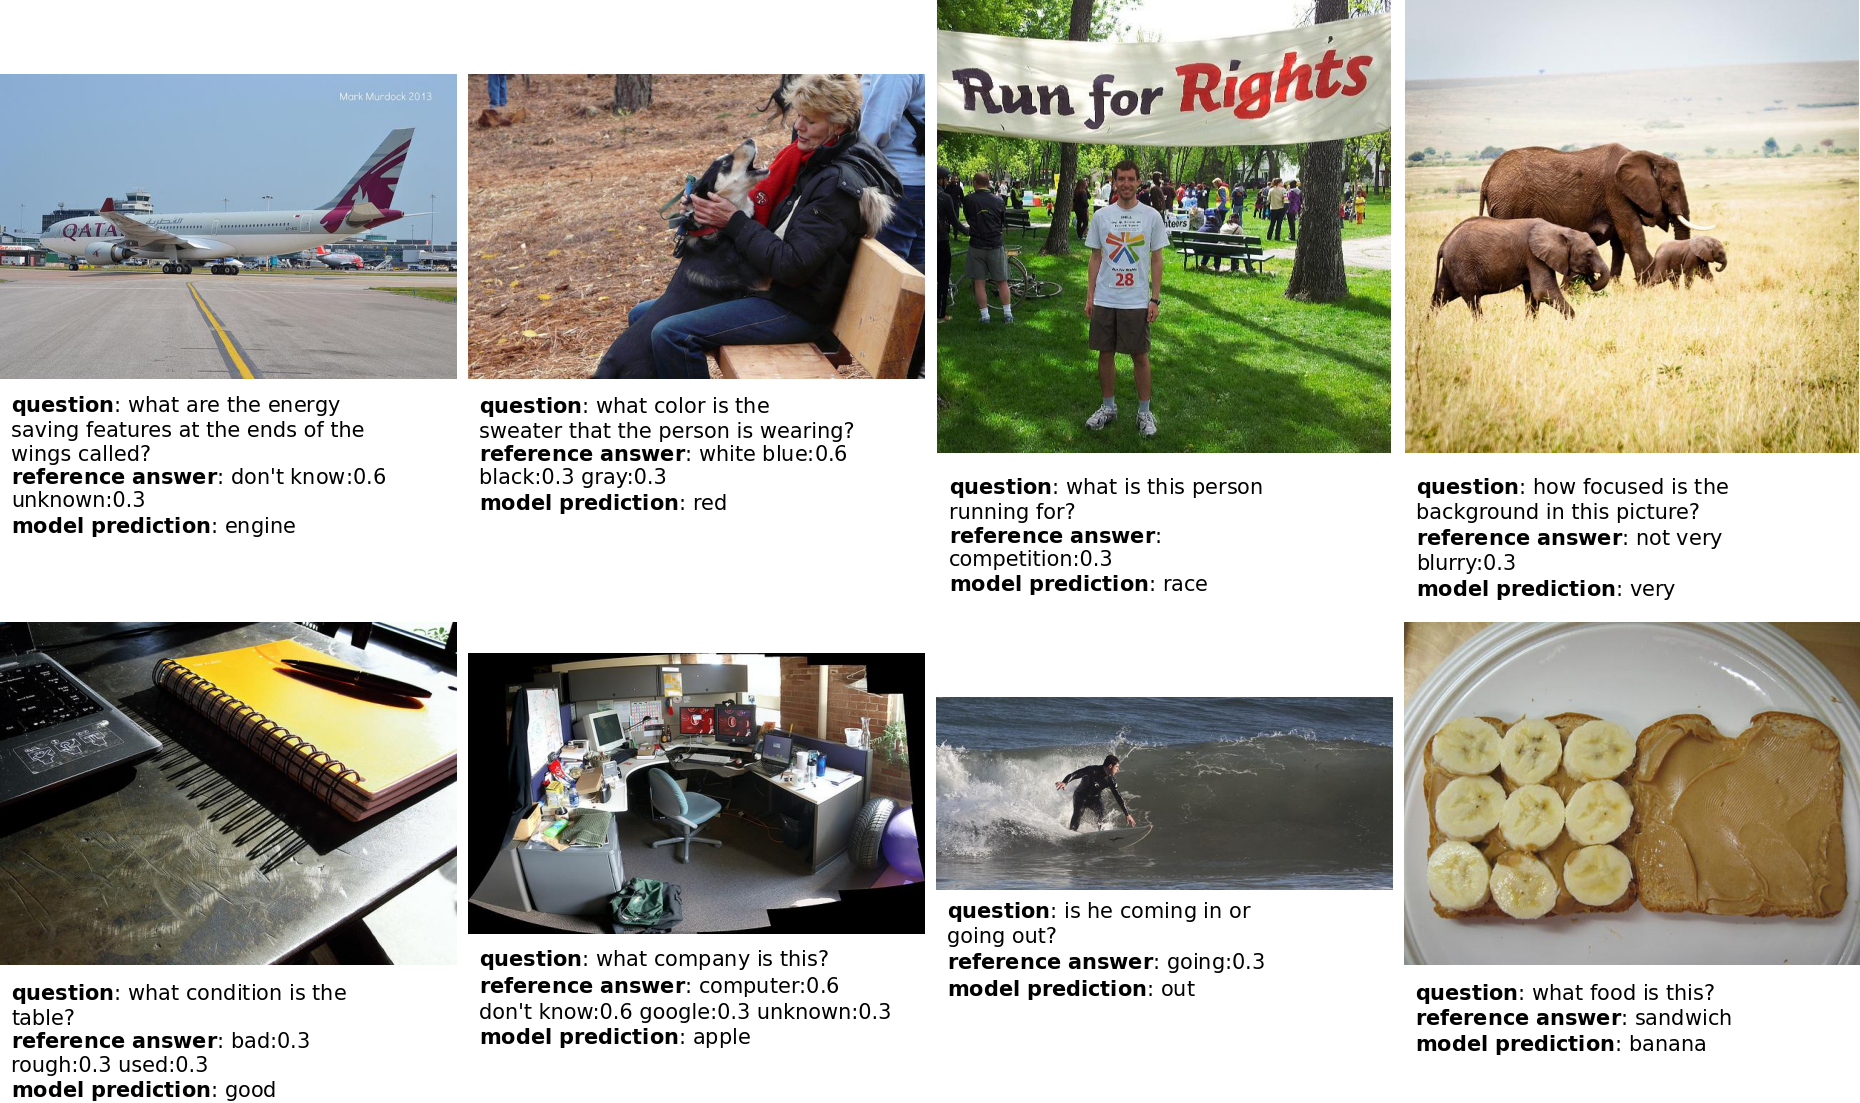 Mark Murdock 2013
QATA
القطرية
question: what are the energy
saving features at the ends of the
wings called?
reference answer: don't know:0.6
unknown:0.3
model prediction: engine
question: what color is the
sweater that the person is wearing?
reference answer: white blue:0.6
black:0.3 gray:0.3
model prediction: red
Run for Rights
nteers
28
question: what is this person
running for?
reference answer:
competition:0.3
model prediction: race
question: how focused is the
background in this picture?
reference answer: not very
blurry:0.3
model prediction: very
question: what condition is the
table?
reference answer: bad:0.3
rough:0.3 used:0.3
model prediction: good
question: what company is this?
reference answer: computer:0.6
don't know:0.6 google:0.3 unknown:0.3
model prediction: apple
question: is he coming in or
going out?
reference answer: going:0.3
model prediction: out
question: what food is this?
reference answer: sandwich
model prediction: banana